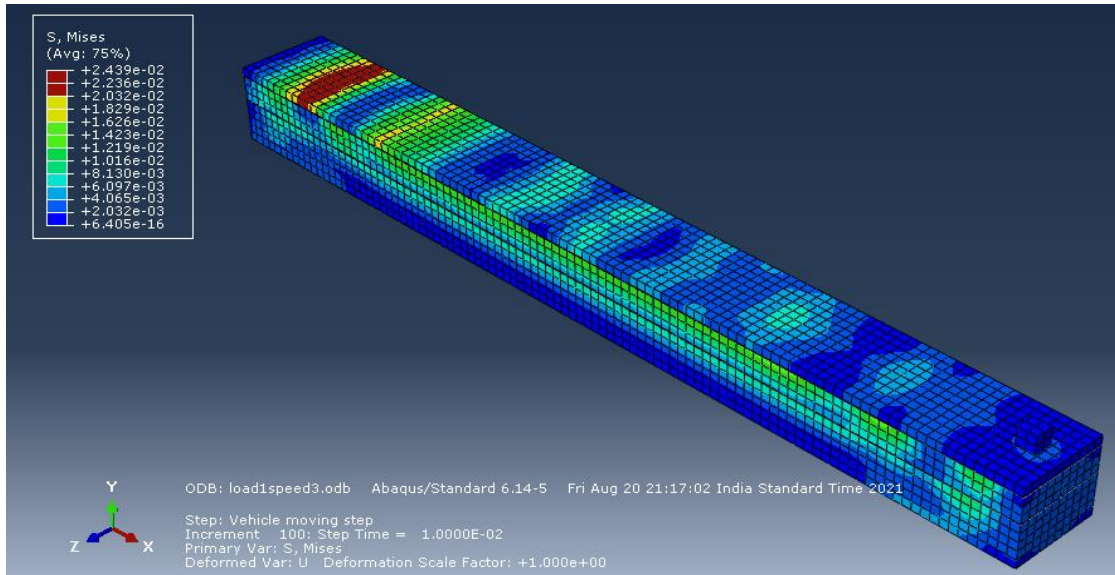 S, Mises
(Avg: 75%)
+2.439e-02
+2.236e-02
+2.032e-02
+1.829e-02
+1.626e-02
+1.423e-02
+1.219e-02
+1.016e-02
+8.130e-03
+6.097e-03
+4.065e-03
+2.032e-03
+6.405e-16
Y
Z X
ODB: load1speed3.odb Abaqus/Standard 6.14-5 Fri Aug 20 21:17:02 India Standard Time 2021
Step: Vehicle moving step
Increment 100: Step Time = 1.0000E-02
Primary Var: S, Mises
Deformed Var: U Deformation Scale Factor: +1.000e+00